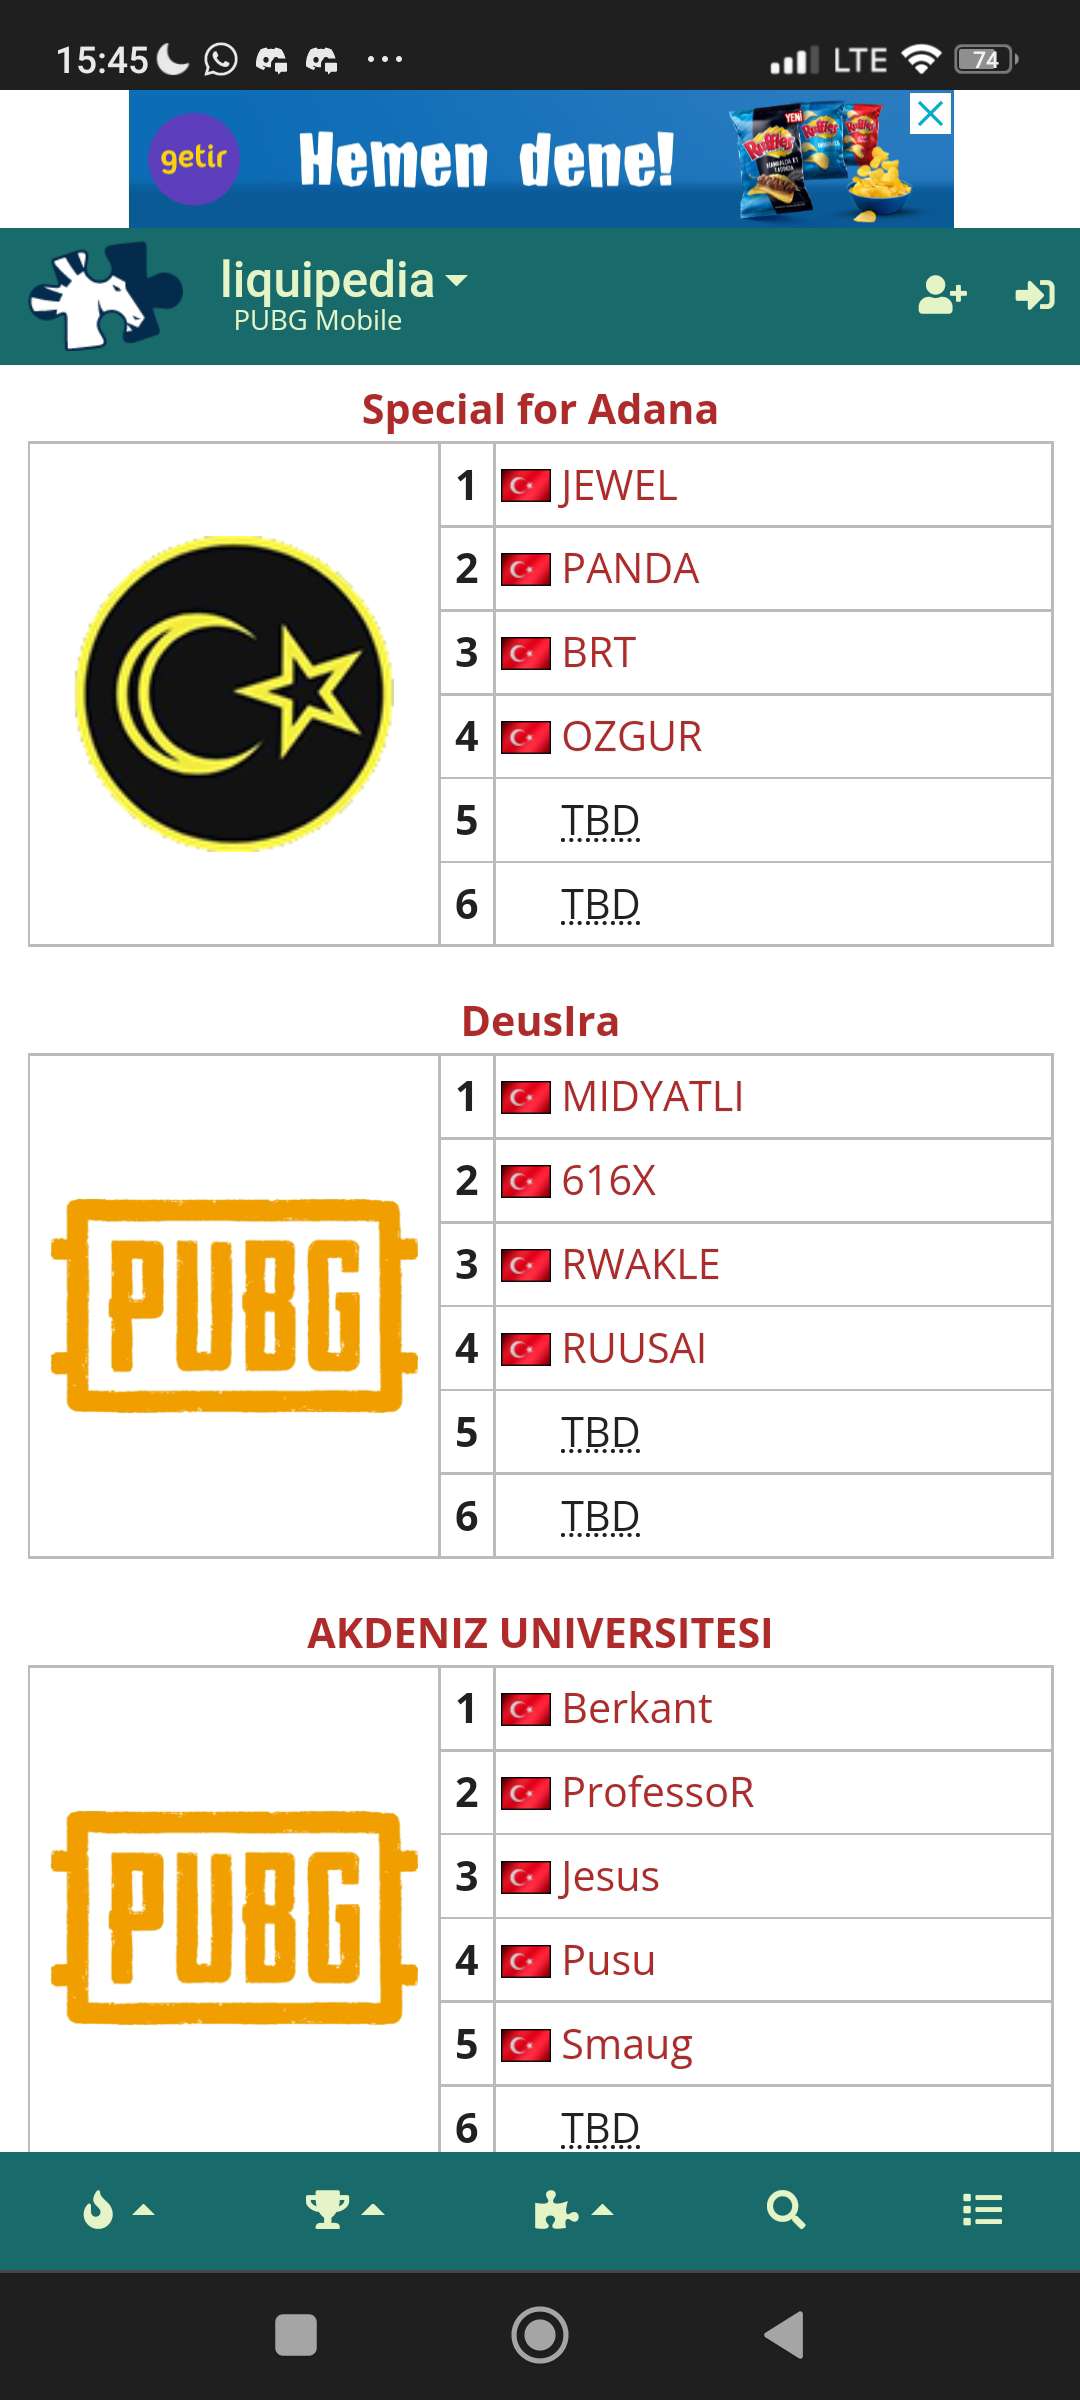 15:45
LTE
74
getir
Hemen dene!
YENİ
Ruffles
Ruffles
Ruffles
liquipedia
PUBG Mobile
Special for Adana
1 JEWEL
2 PANDA
3 BRT
4 OZGUR
5 TBD
6 TBD
DeusIra
PUBG
1 MIDYATLI
2 616X
3 RWAKLE
4 RUUSAI
5 TBD
6 TBD
AKDENIZ UNIVERSITESI
PUBG
1 Berkant
2 ProfessoR
3 Jesus
4 Pusu
5 Smaug
6 TBD